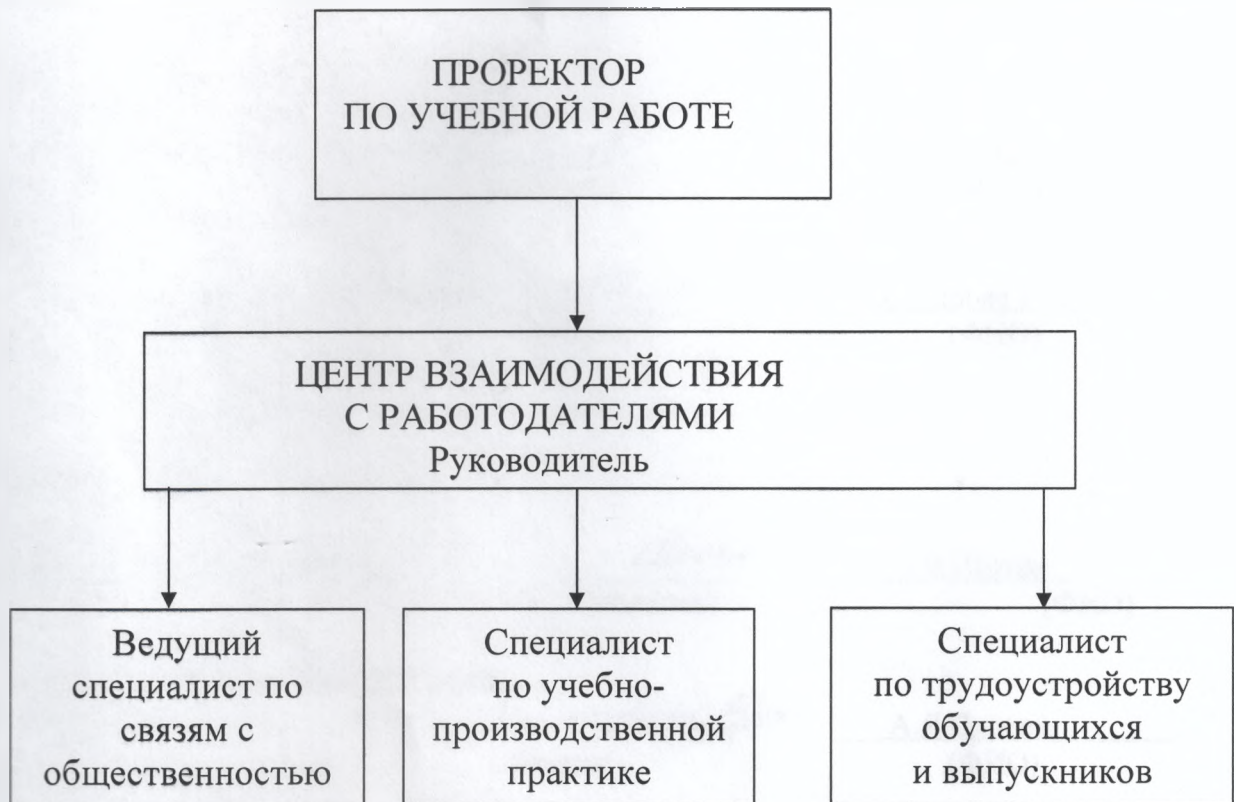 ПРОРЕКТОР
ПО УЧЕБНОЙ РАБОТЕ
ЦЕНТР ВЗАИМОДЕЙСТВИЯ
С РАБОТОДАТЕЛЯМИ
Руководитель
Ведущий
специалист по
связям с
общественностью
Специалист
по учебно-
производственной
практике
Специалист
по трудоустройству
обучающихся
и выпускников